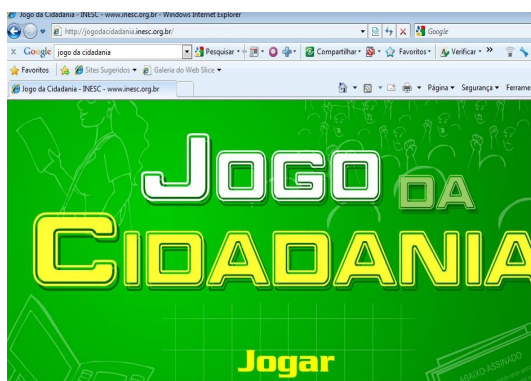 Jogo da Cidadania - INESC - www.inesc.org.br - Windows Internet Explorer
http://jogodacidadania.inesc.org.br/
Google
x Google jogo da cidadania Pesquisar Compartilhar Favoritos Verificar »
Favoritos Sites Sugeridos Galeria do Web Slice
Jogo da Cidadania - INESC - www.inesc.org.br Página Segurança Ferrame
JOGO DA
CIDADANIA
Jogar
ABAIXO-ASSINADO